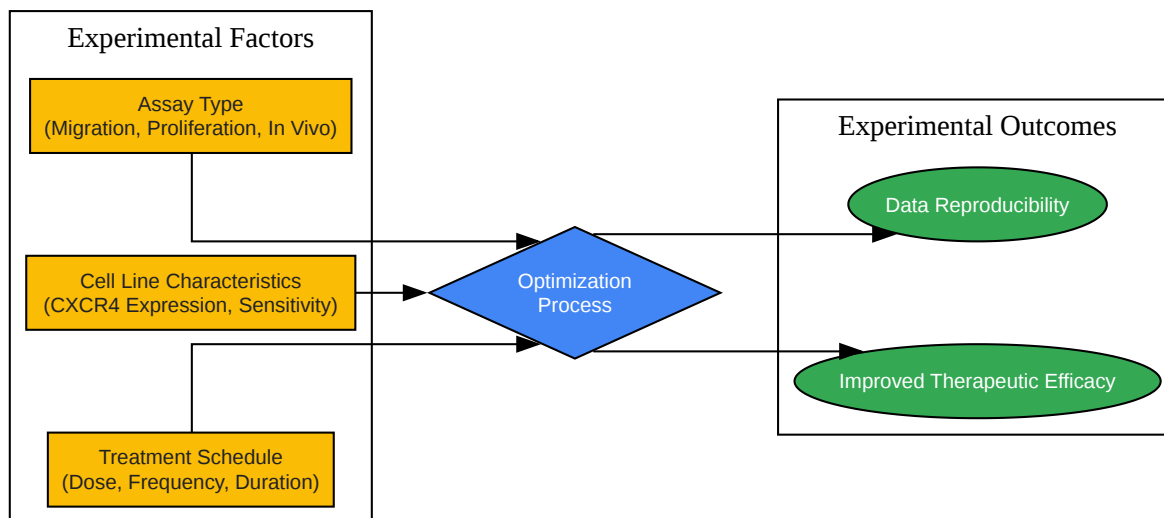 Experimental Factors
Assay Type
(Migration, Proliferation, In Vivo)
Cell Line Characteristics
(CXCR4 Expression, Sensitivity)
Treatment Schedule
(Dose, Frequency, Duration)
Optimization
Process
Experimental Outcomes
Data Reproducibility
Improved Therapeutic Efficacy